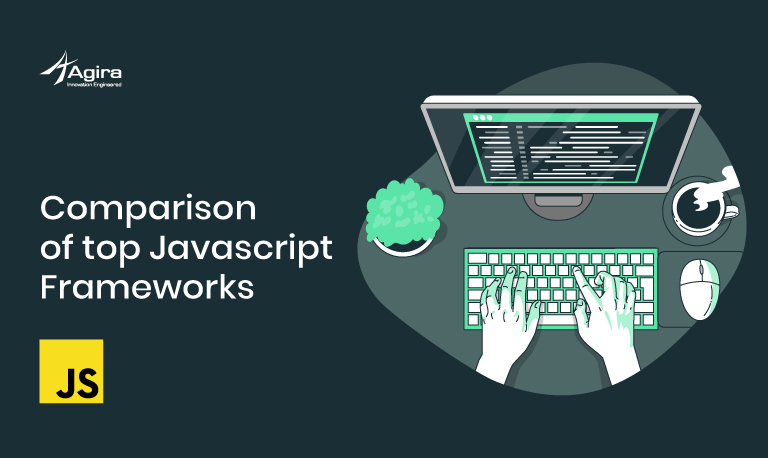 Agira
Innovation Engineered
Comparison
of top Javascript
Frameworks
JS